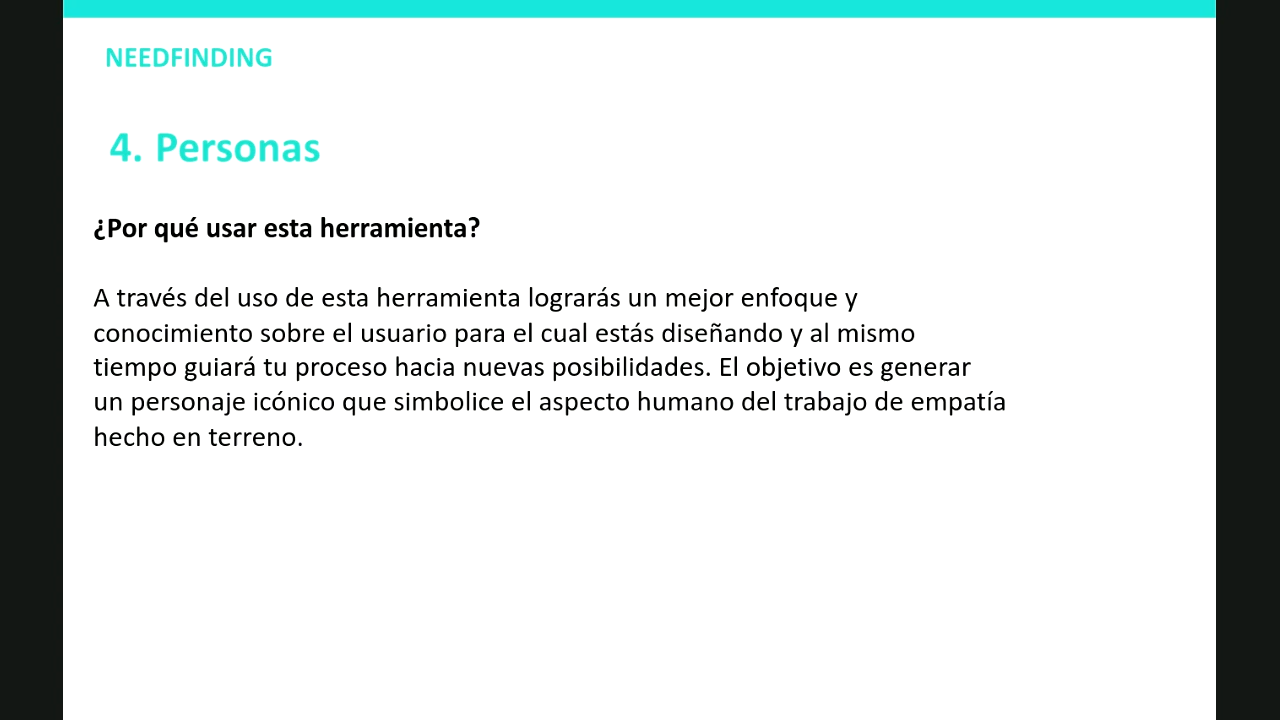 NEEDFINDING
4. Personas
¿Por qué usar esta herramienta?
A través del uso de esta herramienta lograrás un mejor enfoque y
conocimiento sobre el usuario para el cual estás diseñando y al mismo
tiempo guiará tu proceso hacia nuevas posibilidades. El objetivo es generar
un personaje icónico que simbolice el aspecto humano del trabajo de empatía
hecho en terreno.